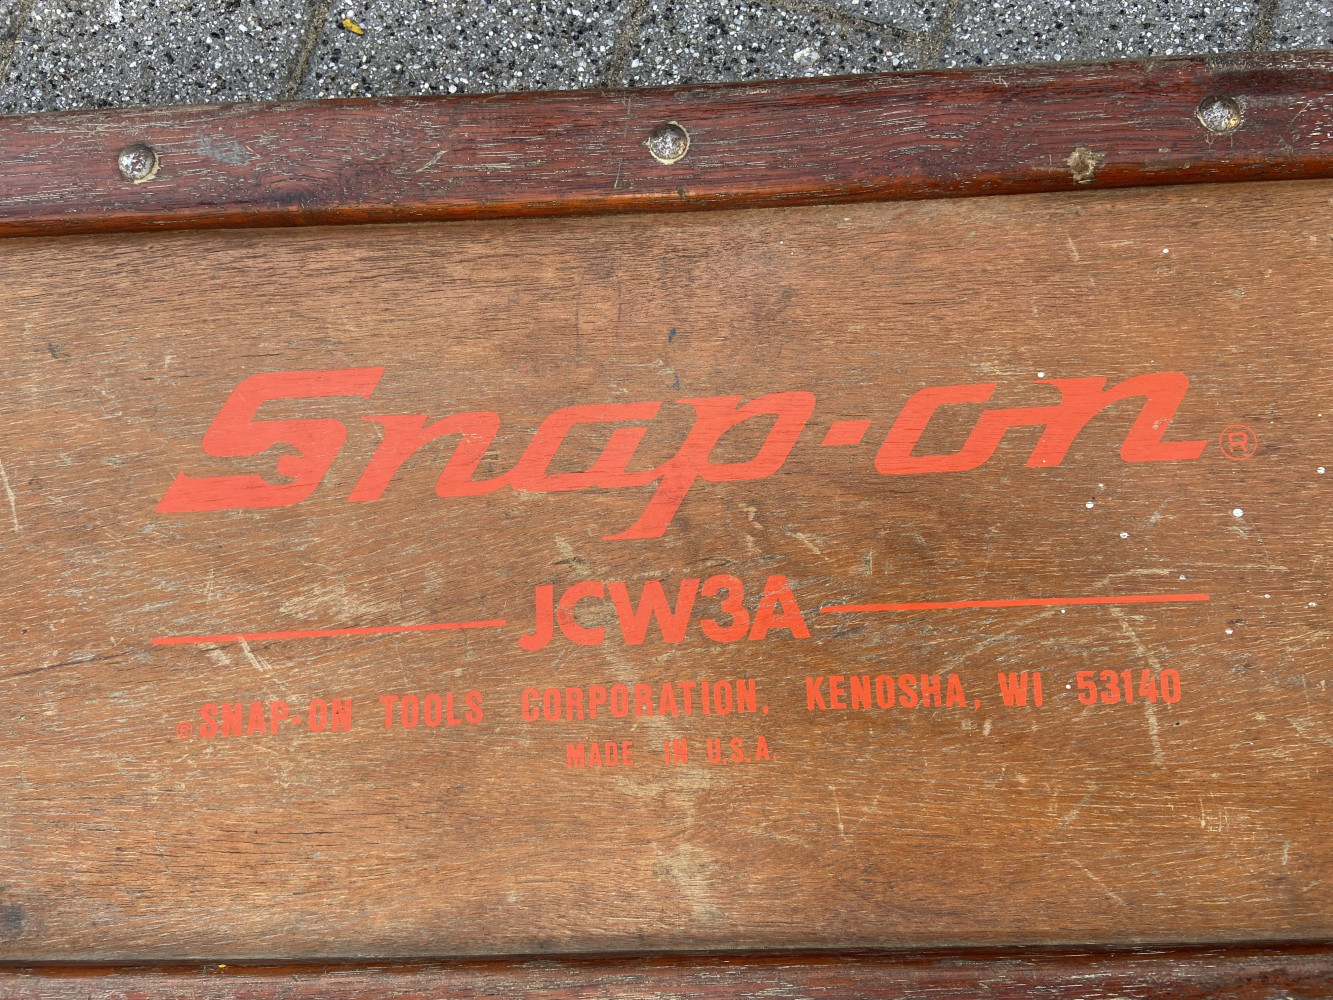 Snap-on ®
JCW3A
® SNAP-ON TOOLS CORPORATION, KENOSHA, WI 53140
MADE IN U.S.A.